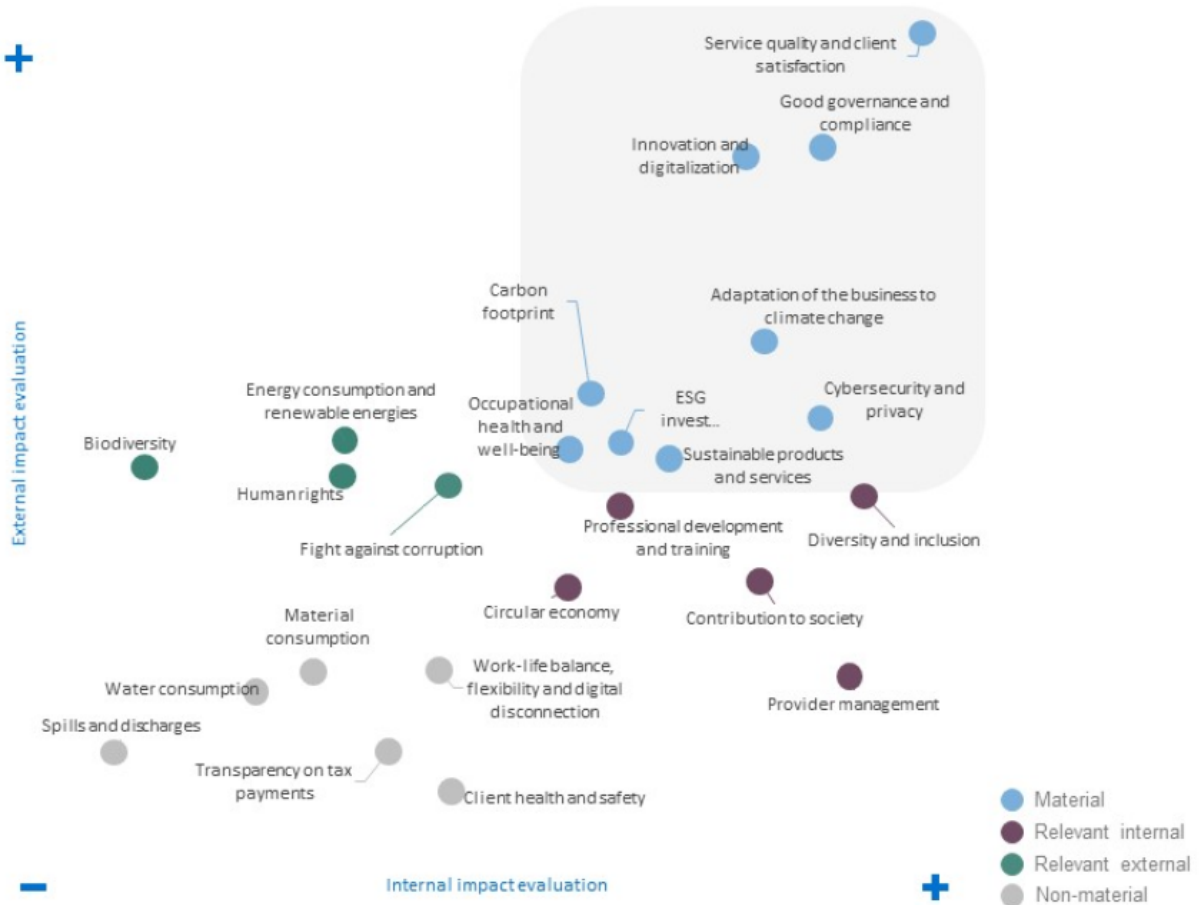 +
Service quality and client
satisfaction
Good governance and
compliance
Innovation and
digitalization
Carbon
footprint
Adaptation of the business to
climate change
Energy consumption and
renewable energies
Occupational
health and
well-being
ESG
invest...
Cybersecurity and
privacy
Biodiversity
Sustainable products
and services
Human rights
Fight against corruption
Professional development
and training
Diversity and inclusion
Circular economy
Contribution to society
Material
consumption
Water consumption
Work-life balance,
flexibility and digital
disconnection
Provider management
Spills and discharges
Transparency on tax
payments
Client health and safety
External impact evaluation
−
Internal impact evaluation
+
Material
Relevant internal
Relevant external
Non-material